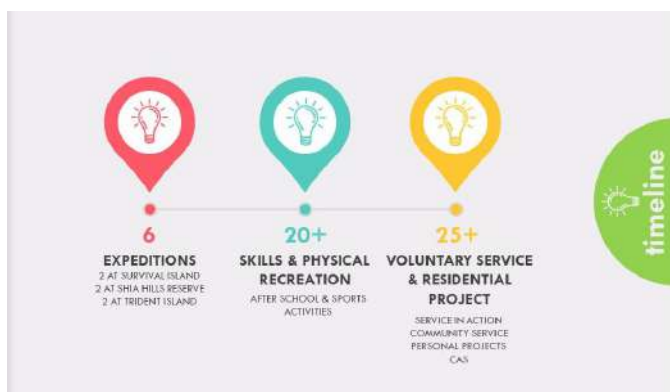 6
EXPEDITIONS
2 AT SURVIVAL ISLAND
2 AT SHIA HILLS RESERVE
2 AT TRIDENT ISLAND
20+
SKILLS & PHYSICAL
RECREATION
AFTER SCHOOL & SPORTS
ACTIVITIES
25+
VOLUNTARY SERVICE
& RESIDENTIAL
PROJECT
SERVICE IN ACTION
COMMUNITY SERVICE
PERSONAL PROJECTS
CAS
timeline